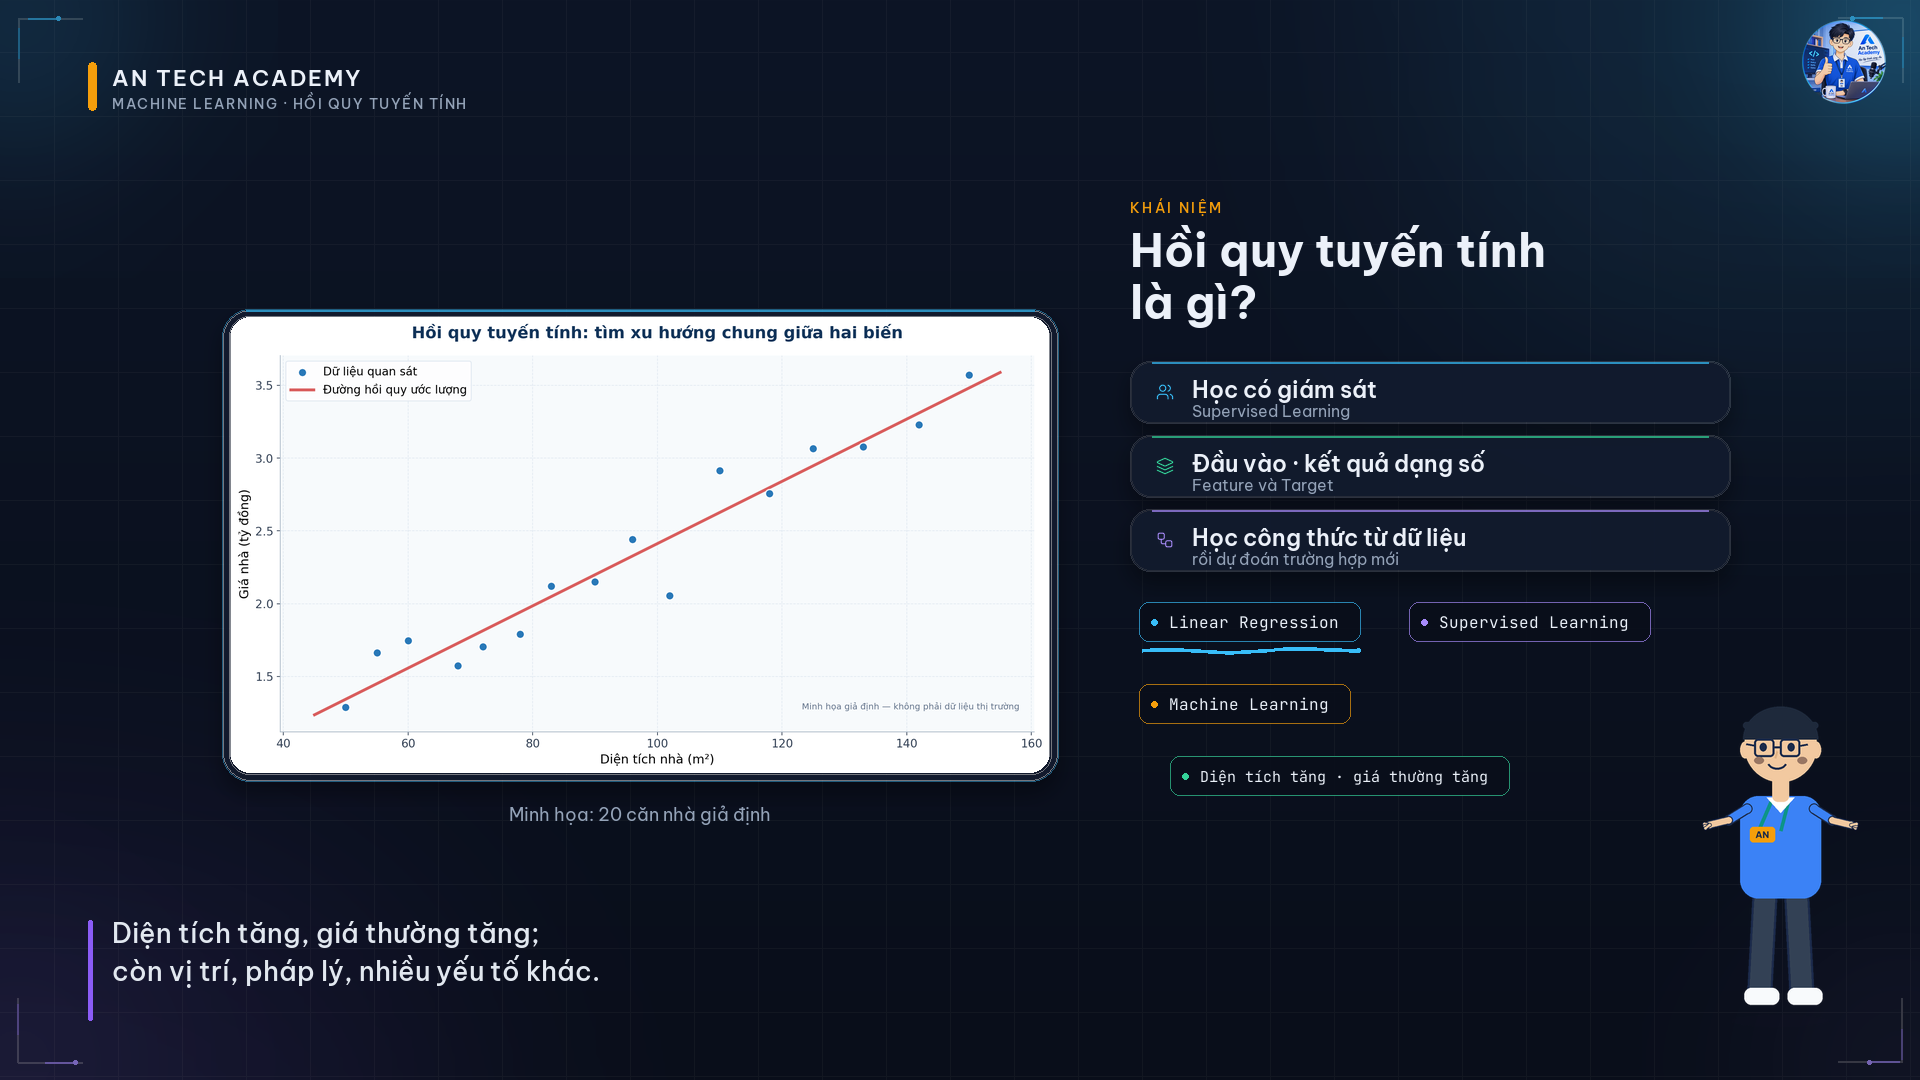 AN TECH ACADEMY
MACHINE LEARNING · HỒI QUY TUYẾN TÍNH
An Tech
Academy
KHÁI NIỆM
Hồi quy tuyến tính
là gì?
Hồi quy tuyến tính: tìm xu hướng chung giữa hai biến
Dữ liệu quan sát
Đường hồi quy ước lượng
Giá nhà (tỷ đồng)
3.5
3.0
2.5
2.0
1.5
Minh họa giả định — không phải dữ liệu thị trường
40 60 80 100 120 140 160
Diện tích nhà (m²)
Minh họa: 20 căn nhà giả định
Học có giám sát
Supervised Learning
Đầu vào · kết quả dạng số
Feature và Target
Học công thức từ dữ liệu
rồi dự đoán trường hợp mới
Linear Regression
Supervised Learning
Machine Learning
Diện tích tăng · giá thường tăng
AN
Diện tích tăng, giá thường tăng;
còn vị trí, pháp lý, nhiều yếu tố khác.